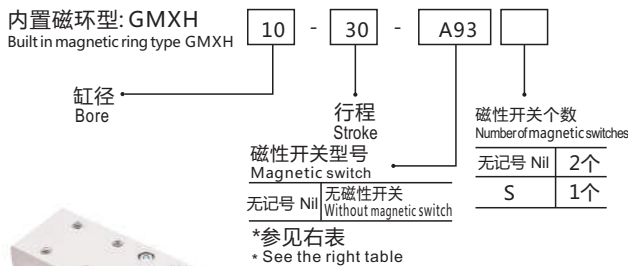 内置磁环型: GMXH
Built in magnetic ring type GMXH
10 - 30 - A93
缸径
Bore
行程
Stroke
磁性开关型号
Magnetic switch
无记号 Nil 无磁性开关
Without magnetic switch
*参见右表
* See the right table
磁性开关个数
Number of magnetic switches
无记号 Nil 2个
S 1个